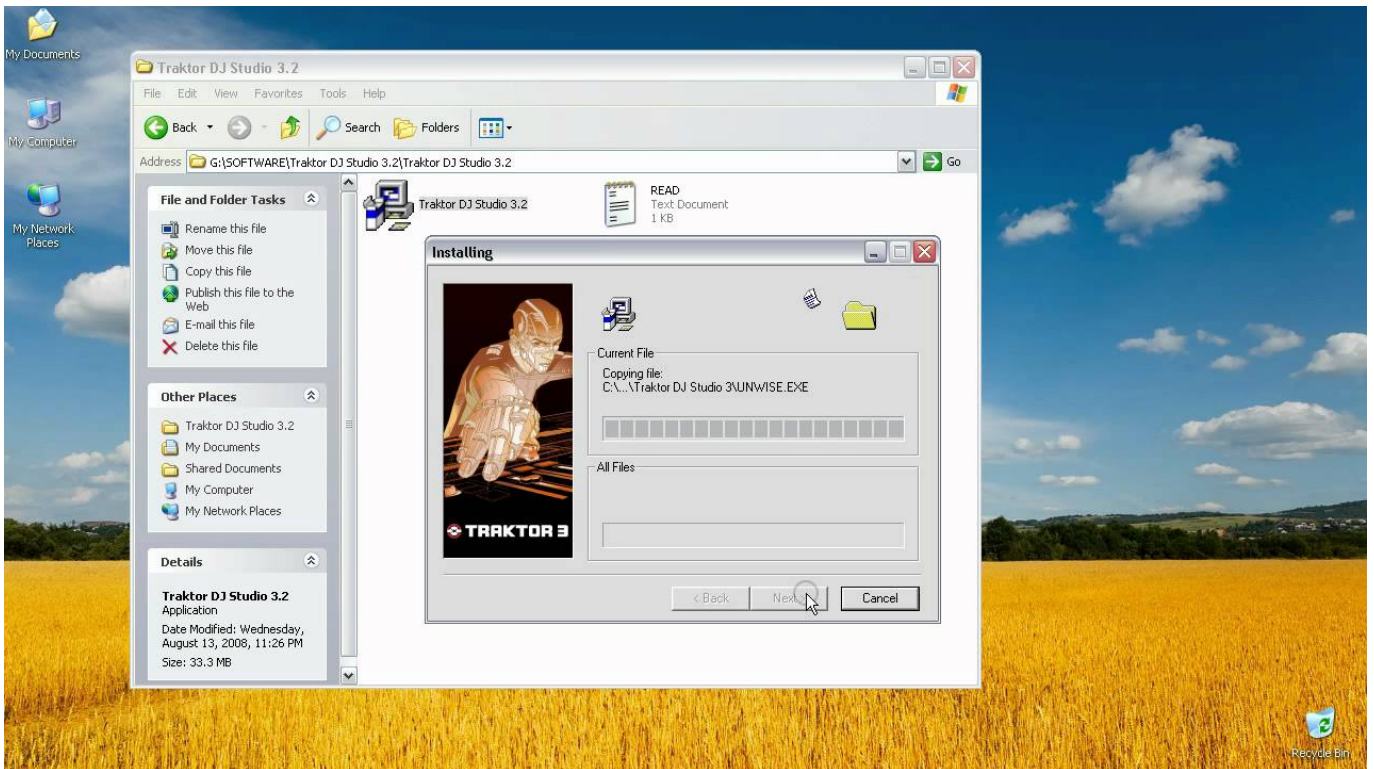 My Documents
My Computer
My Network
Places
Traktor DJ Studio 3.2
File Edit View Favorites Tools Help
Back Search Folders
Address G:\SOFTWARE\Traktor DJ Studio 3.2\Traktor DJ Studio 3.2 Go
File and Folder Tasks
Rename this file
Move this file
Copy this file
Publish this file to the
Web
E-mail this file
Delete this file
Other Places
Traktor DJ Studio 3.2
My Documents
Shared Documents
My Computer
My Network Places
Details
Traktor DJ Studio 3.2
Application
Date Modified: Wednesday,
August 13, 2008, 11:26 PM
Size: 33.3 MB
Traktor DJ Studio 3.2
READ
Text Document
1 KB
Installing
TRAKTOR 3
Current File
Copying file:
C:\...\Traktor DJ Studio 3\UNWISE.EXE
All Files
< Back Next Cancel
Recycle Bin